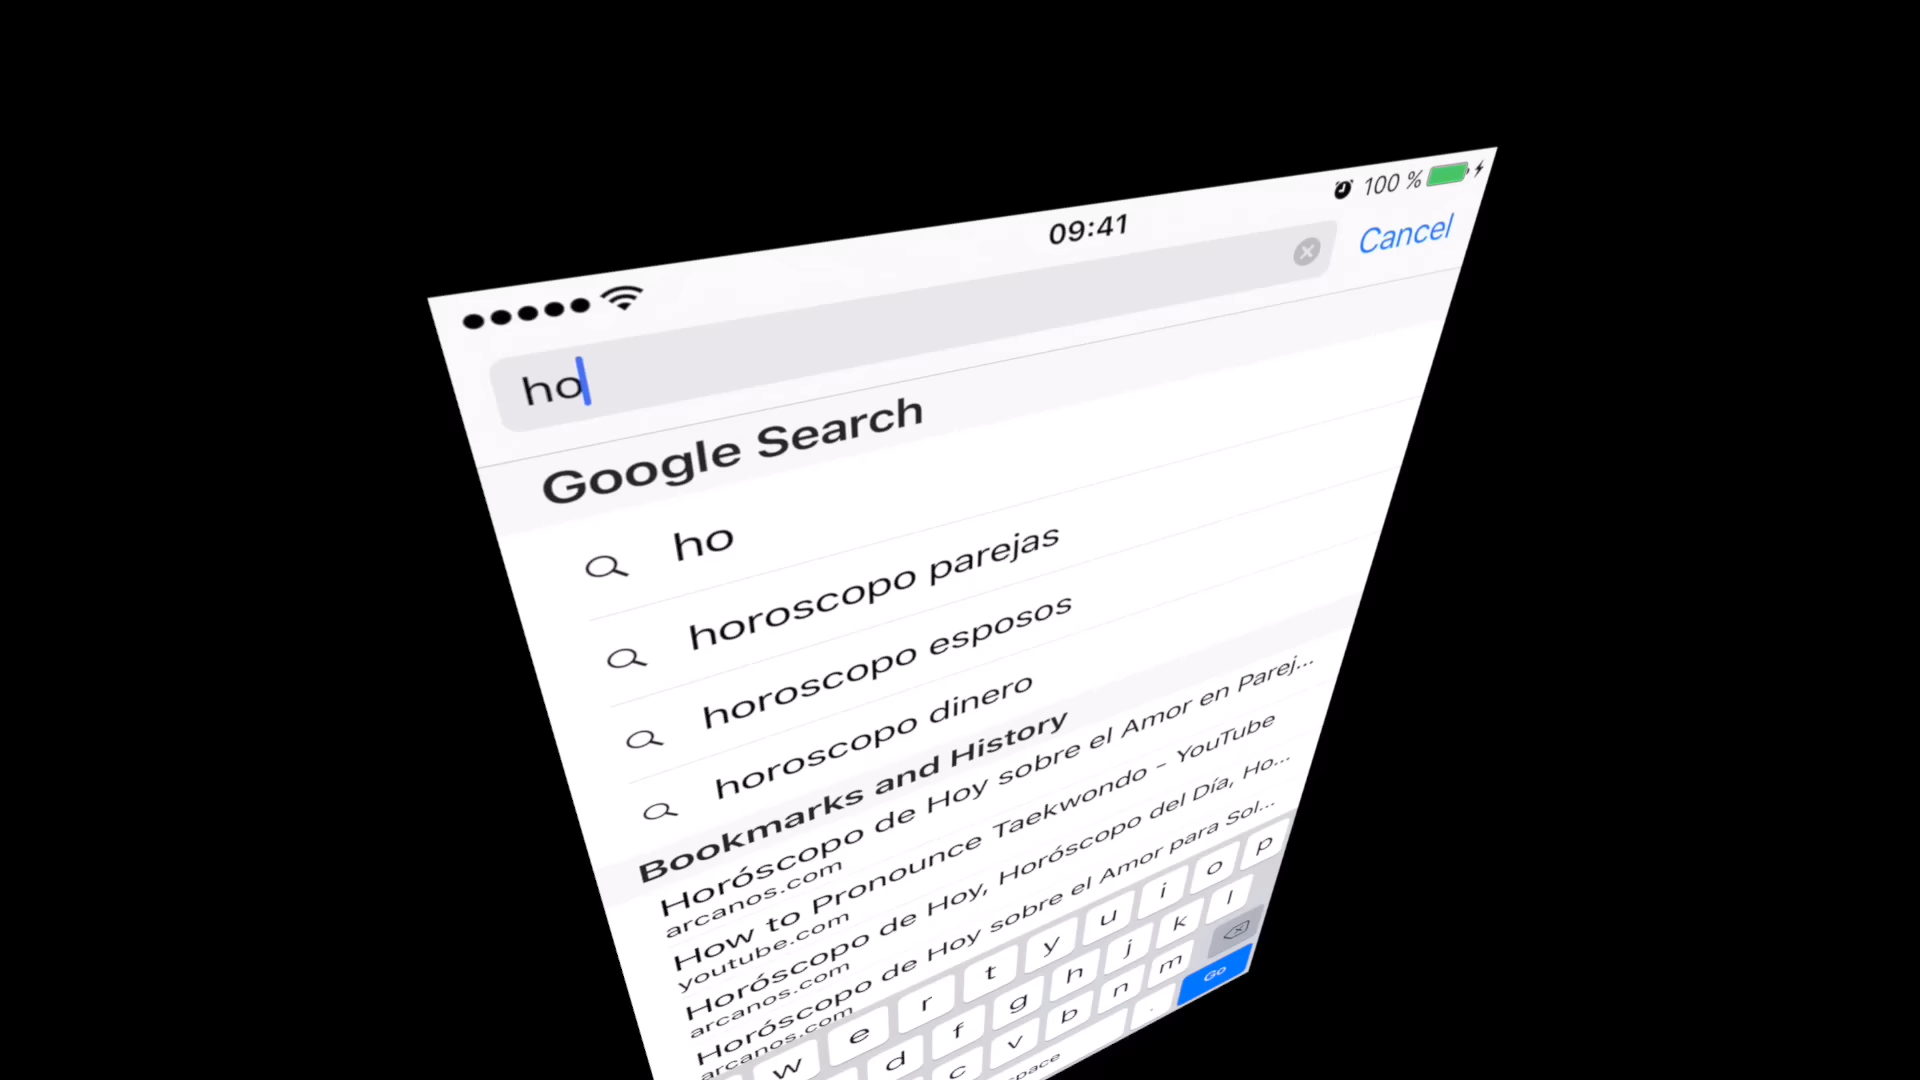 09:41
100 %
ho
Cancel
Google Search
ho
horoscopo parejas
horoscopo esposos
horoscopo dinero
Bookmarks and History
Horóscopo de Hoy sobre el Amor en Parej...
arcanos.com
How to Pronounce Taekwondo - YouTube
youtube.com
Horóscopo de Hoy, Horóscopo del Día, Ho...
arcanos.com
Horóscopo de Hoy sobre el Amor para Sol...
arcanos.com
w e r t y u i o p
d f g h j k l
c v b n m
space . Go